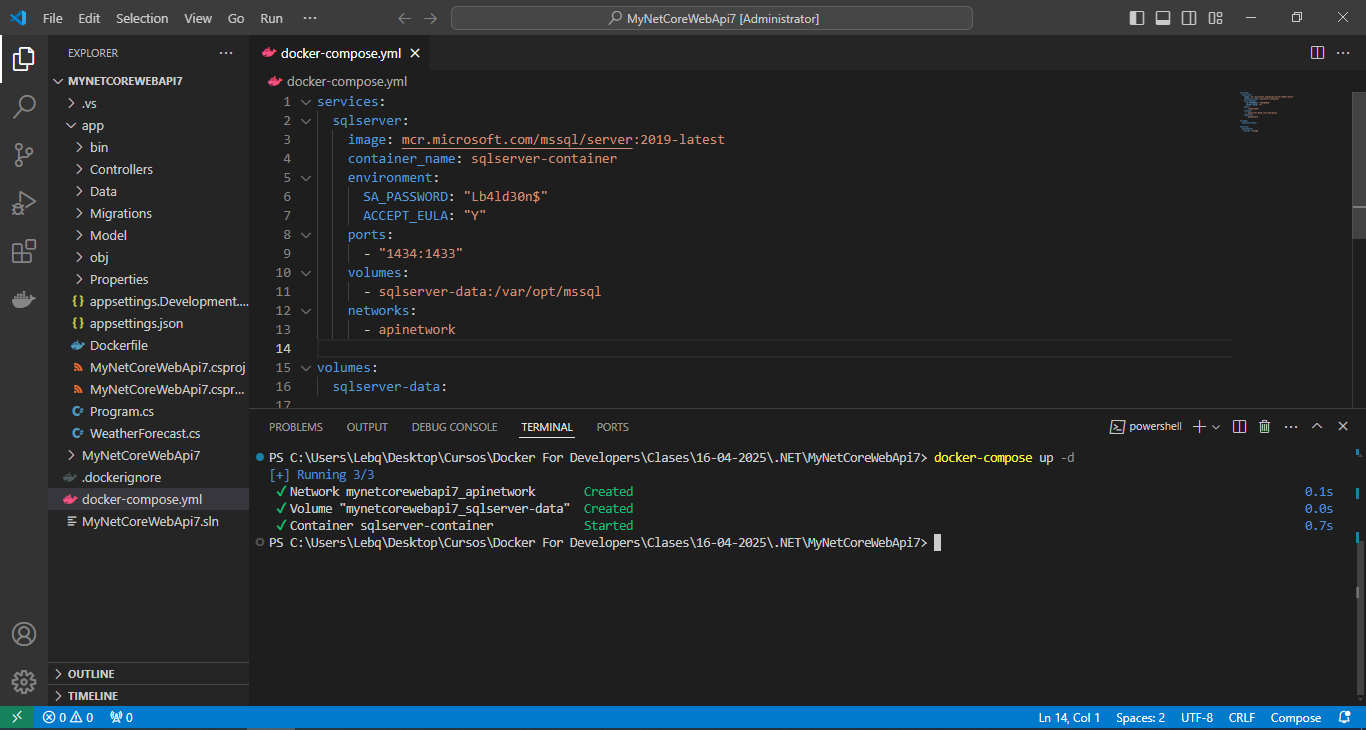 File Edit Selection View Go Run ··· MyNetCoreWebApi7 [Administrator]
EXPLORER ···
MYNETCOREWEBAPI7
.vs
app
bin
Controllers
Data
Migrations
Model
obj
Properties
{} appsettings.Development....
{} appsettings.json
Dockerfile
MyNetCoreWebApi7.csproj
MyNetCoreWebApi7.cspr...
Program.cs
WeatherForecast.cs
MyNetCoreWebApi7
.dockerignore
docker-compose.yml
MyNetCoreWebApi7.sln
OUTLINE
TIMELINE
docker-compose.yml
docker-compose.yml
1 services:
2 sqlserver:
3 image: mcr.microsoft.com/mssql/server:2019-latest
4 container_name: sqlserver-container
5 environment:
6 SA_PASSWORD: "Lb4ld30n$"
7 ACCEPT_EULA: "Y"
8 ports:
9 - "1434:1433"
10 volumes:
11 - sqlserver-data:/var/opt/mssql
12 networks:
13 - apinetwork
14
15 volumes:
16 sqlserver-data:
17
PROBLEMS OUTPUT DEBUG CONSOLE TERMINAL PORTS powershell
PS C:\Users\Lebq\Desktop\Cursos\Docker For Developers\Clases\16-04-2025\.NET\MyNetCoreWebApi7> docker-compose up -d
[+] Running 3/3
✓ Network mynetcorewebapi7_apinetwork Created 0.1s
✓ Volume "mynetcorewebapi7_sqlserver-data" Created 0.0s
✓ Container sqlserver-container Started 0.7s
PS C:\Users\Lebq\Desktop\Cursos\Docker For Developers\Clases\16-04-2025\.NET\MyNetCoreWebApi7>
0 0 0 Ln 14, Col 1 Spaces: 2 UTF-8 CRLF Compose